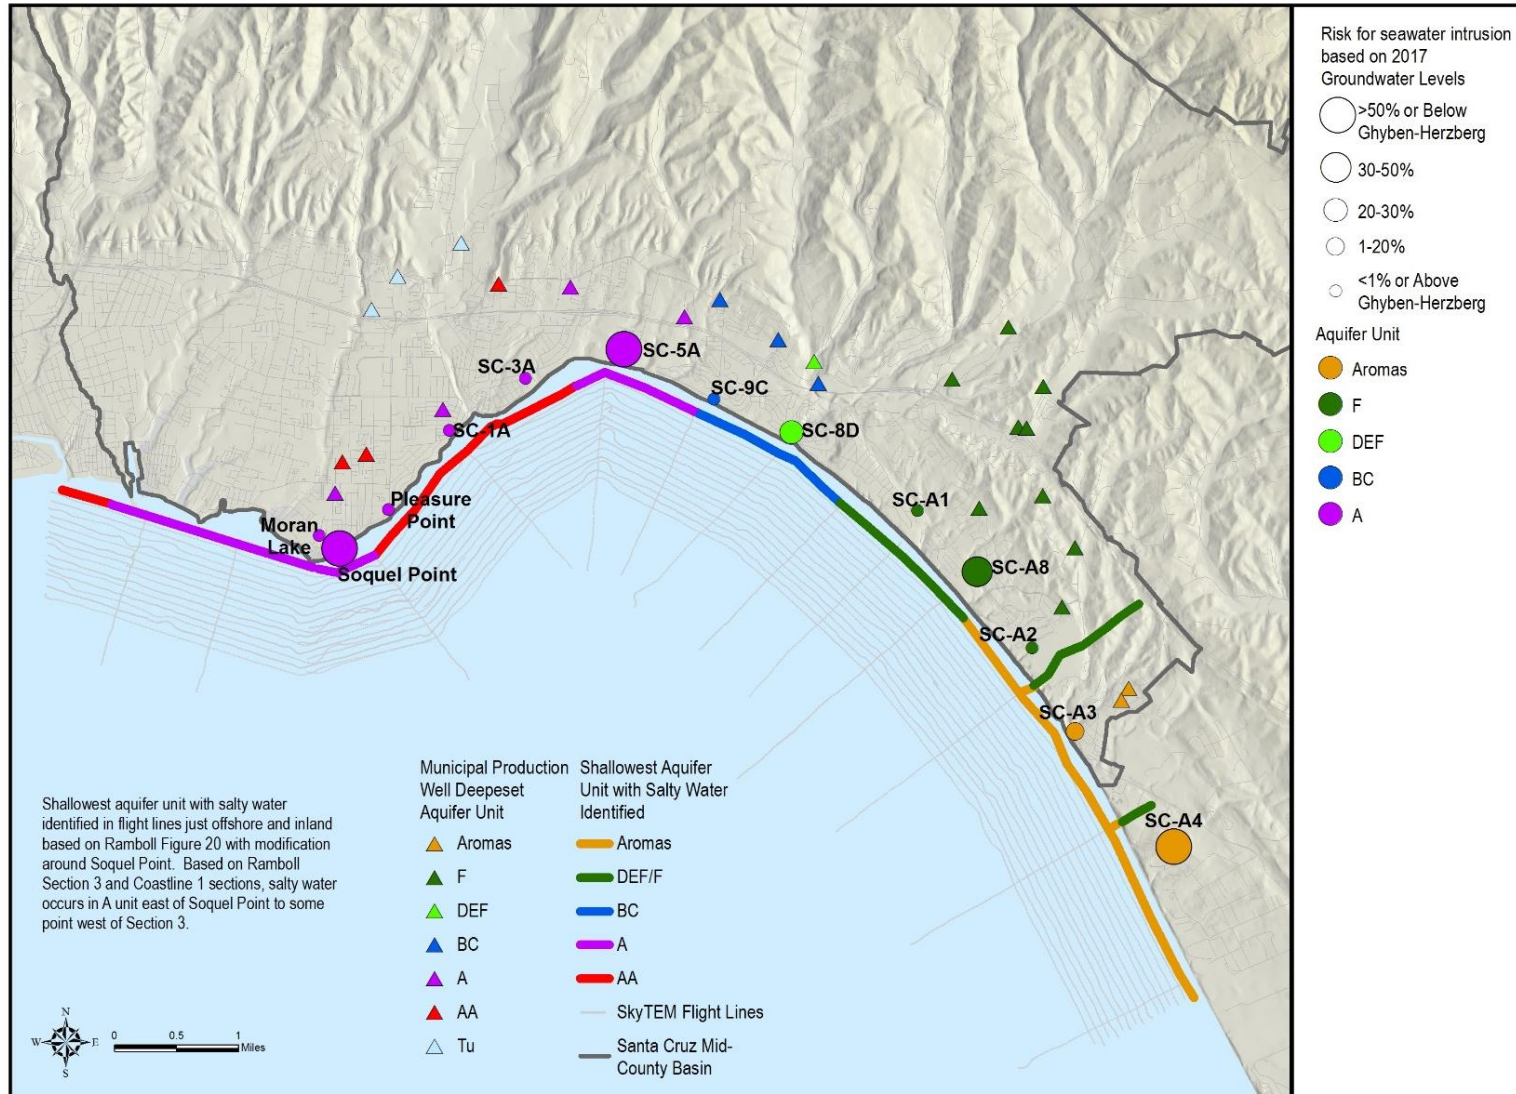 Risk for seawater intrusion
based on 2017
Groundwater Levels
>50% or Below
Ghyben-Herzberg
30-50%
20-30%
1-20%
<1% or Above
Ghyben-Herzberg
Aquifer Unit
Aromas
F
DEF
BC
A
SC-5A
SC-3A
SC-9C
SC-1A
SC-8D
Pleasure
Point
Moran
Lake
Soquel Point
SC-A1
SC-A8
SC-A2
SC-A3
SC-A4
Shallowest aquifer unit with salty water
identified in flight lines just offshore and inland
based on Ramboll Figure 20 with modification
around Soquel Point. Based on Ramboll
Section 3 and Coastline 1 sections, salty water
occurs in A unit east of Soquel Point to some
point west of Section 3.
Municipal Production
Well Deepeset
Aquifer Unit
Aromas
F
DEF
BC
A
AA
Tu
Shallowest Aquifer
Unit with Salty Water
Identified
Aromas
DEF/F
BC
A
AA
SkyTEM Flight Lines
Santa Cruz Mid-
County Basin
N
W
E
S
0 0.5 1
Miles